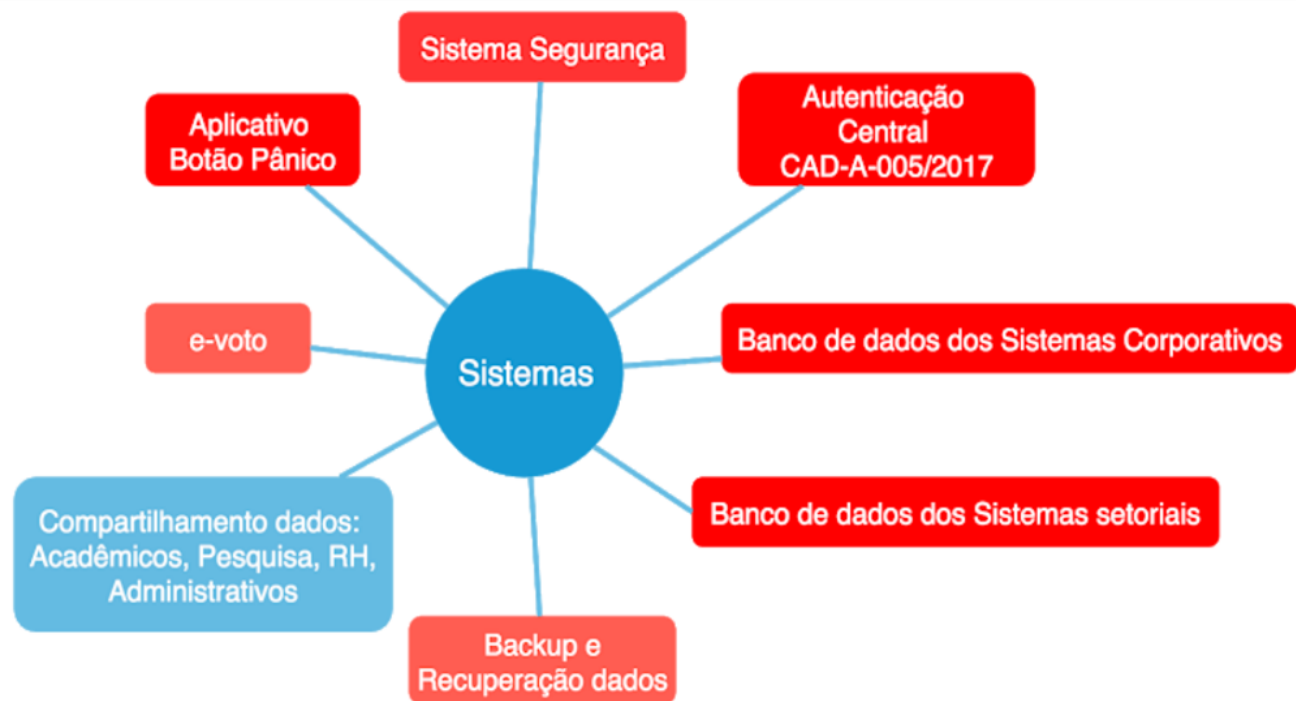 Sistema Segurança
Autenticação
Central
CAD-A-005/2017
Aplicativo
Botão Pânico
e-voto
Banco de dados dos Sistemas Corporativos
Sistemas
Compartilhamento dados:
Acadêmicos, Pesquisa, RH,
Administrativos
Banco de dados dos Sistemas setoriais
Backup e
Recuperação dados